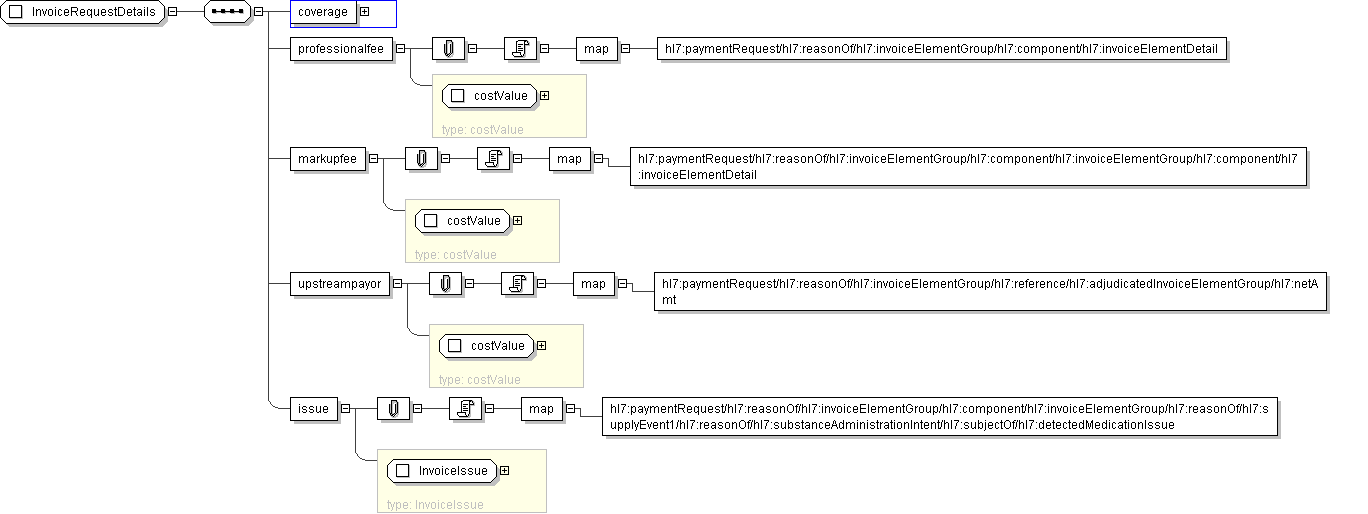 InvoiceRequestDetails
coverage
professionalfee
map
hl7:paymentRequest/hl7:reasonOf/hl7:invoiceElementGroup/hl7:component/hl7:invoiceElementDetail
costValue
type: costValue
markupfee
map
hl7:paymentRequest/hl7:reasonOf/hl7:invoiceElementGroup/hl7:component/hl7:invoiceElementGroup/hl7:component/hl7
:invoiceElementDetail
costValue
type: costValue
upstreampayor
map
hl7:paymentRequest/hl7:reasonOf/hl7:invoiceElementGroup/hl7:reference/hl7:adjudicatedInvoiceElementGroup/hl7:netA
mt
costValue
type: costValue
issue
map
hl7:paymentRequest/hl7:reasonOf/hl7:invoiceElementGroup/hl7:component/hl7:invoiceElementGroup/hl7:reasonOf/hl7:s
upplyEvent1/hl7:reasonOf/hl7:substanceAdministrationIntent/hl7:subjectOf/hl7:detectedMedicationIssue
InvoiceIssue
type: InvoiceIssue